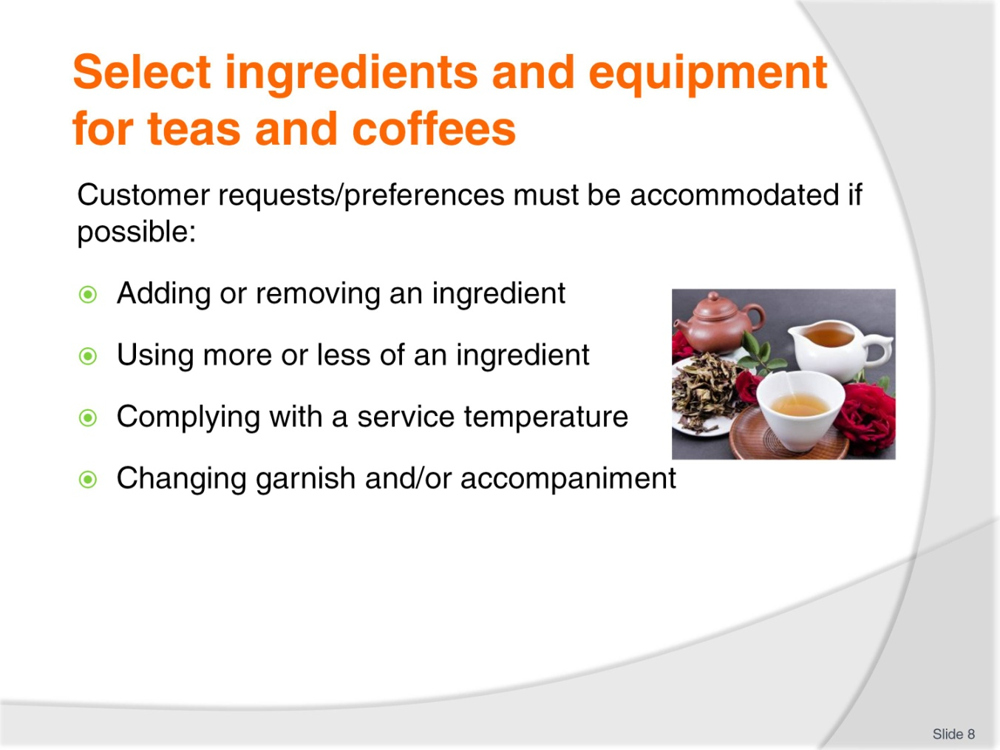 Select ingredients and equipment
for teas and coffees
Customer requests/preferences must be accommodated if
possible:
Adding or removing an ingredient
Using more or less of an ingredient
Complying with a service temperature
Changing garnish and/or accompaniment
Slide 8